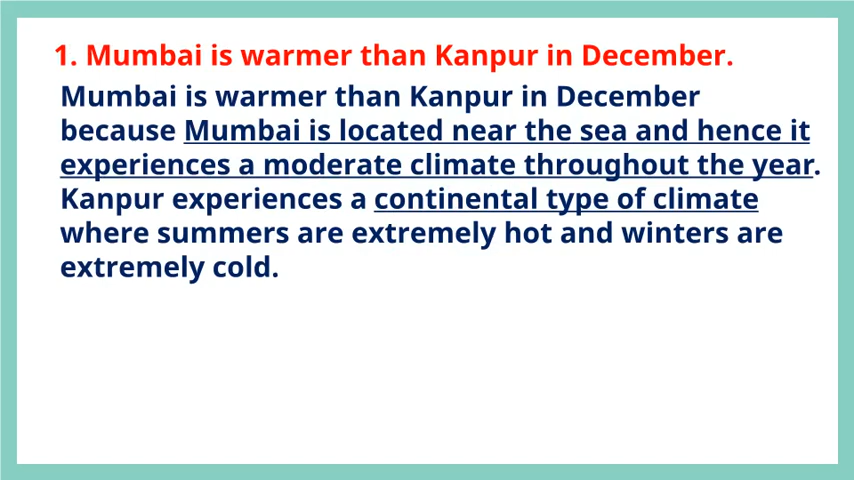 1. Mumbai is warmer than Kanpur in December.
Mumbai is warmer than Kanpur in December
because Mumbai is located near the sea and hence it
experiences a moderate climate throughout the year.
Kanpur experiences a continental type of climate
where summers are extremely hot and winters are
extremely cold.